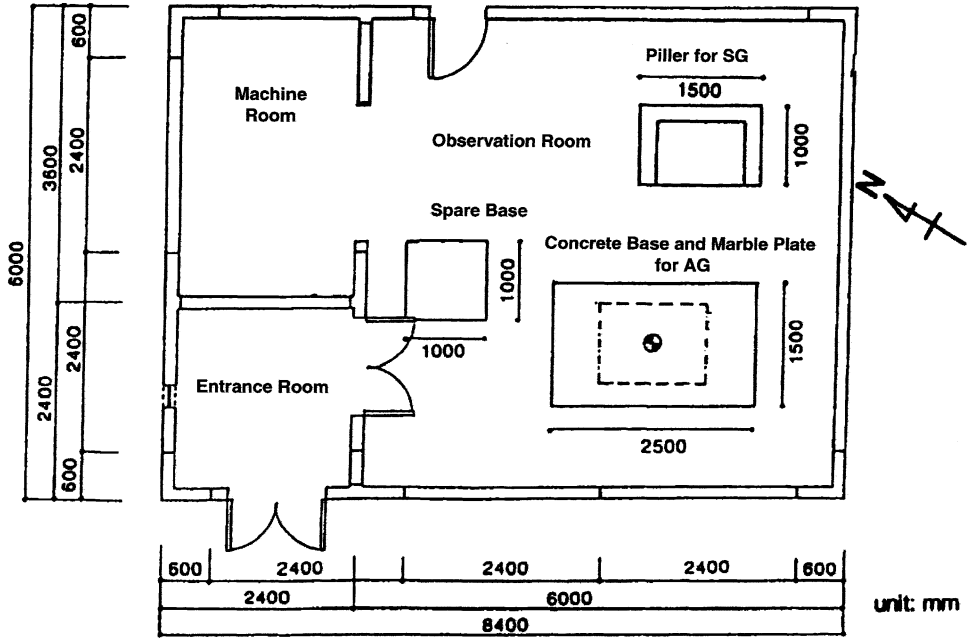 600
2400
2400
600
3600
2400
6000
Machine
Room
Observation Room
Piller for SG
1500
1000
N
Spare Base
1000
1000
Concrete Base and Marble Plate
for AG
1500
2500
Entrance Room
600
2400
2400
2400
600
2400
6000
8400
unit: mm